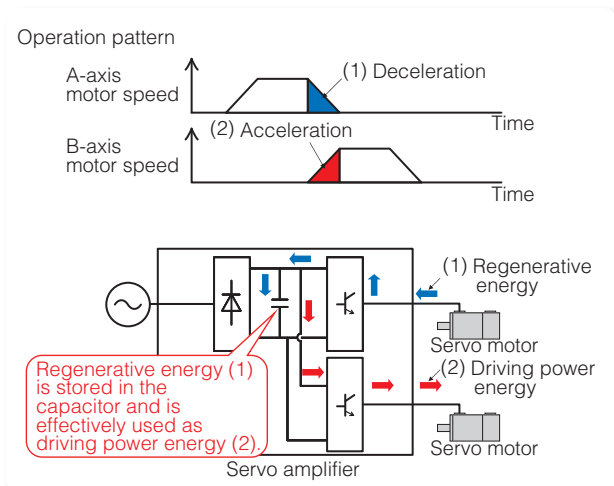 Operation pattern
A-axis
motor speed
(1) Deceleration
Time
(2) Acceleration
B-axis
motor speed
Time
(1) Regenerative
energy
Servo motor
(2) Driving power
energy
Servo motor
Regenerative energy (1)
is stored in the
capacitor and is
effectively used as
driving power energy (2).
Servo amplifier